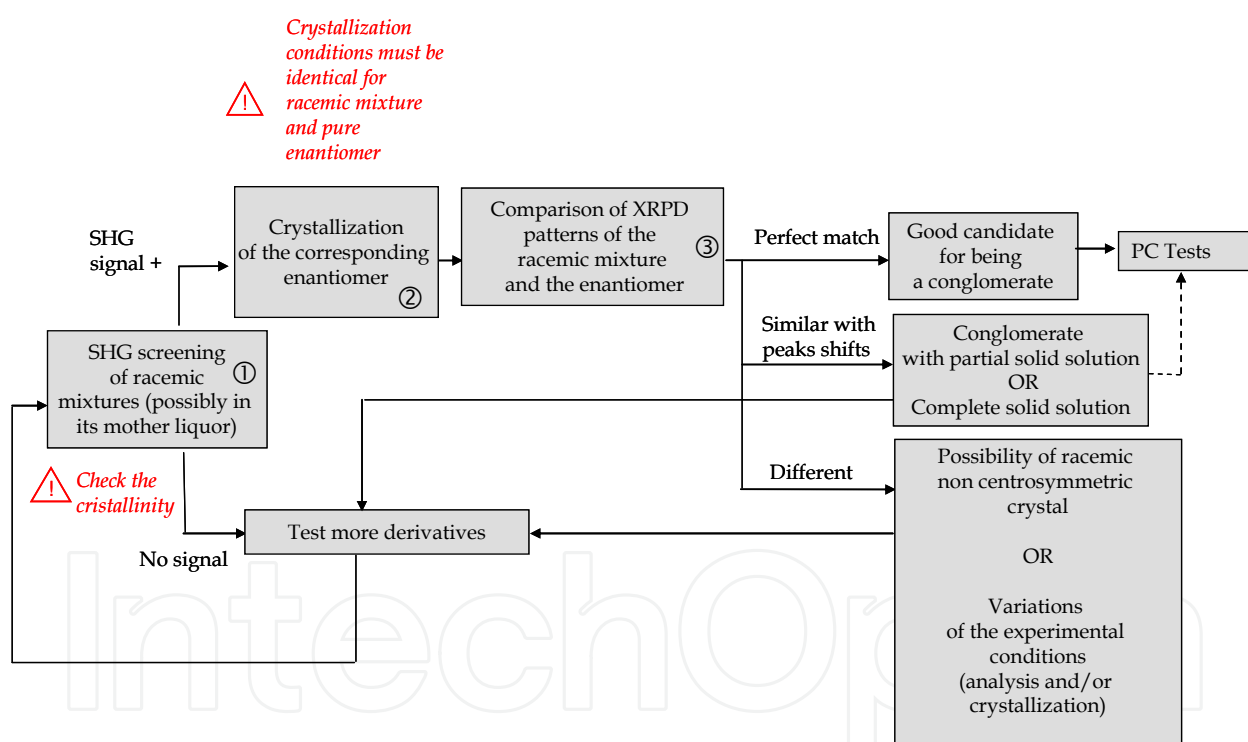 Crystallization
conditions must be
identical for
racemic mixture
and pure
enantiomer
!
SHG
signal +
Crystallization
of the corresponding
enantiomer
②
Comparison of XRPD
patterns of the
racemic mixture
and the enantiomer
③
Perfect match
Good candidate
for being
a conglomerate
PC Tests
SHG screening
of racemic
mixtures (possibly in
its mother liquor)
①
Similar with
peaks shifts
Conglomerate
with partial solid solution
OR
Complete solid solution
!
Check the
cristallinity
No signal
Test more derivatives
Different
Possibility of racemic
non centrosymmetric
crystal
OR
Variations
of the experimental
conditions
(analysis and/or
crystallization)
IntechOpen